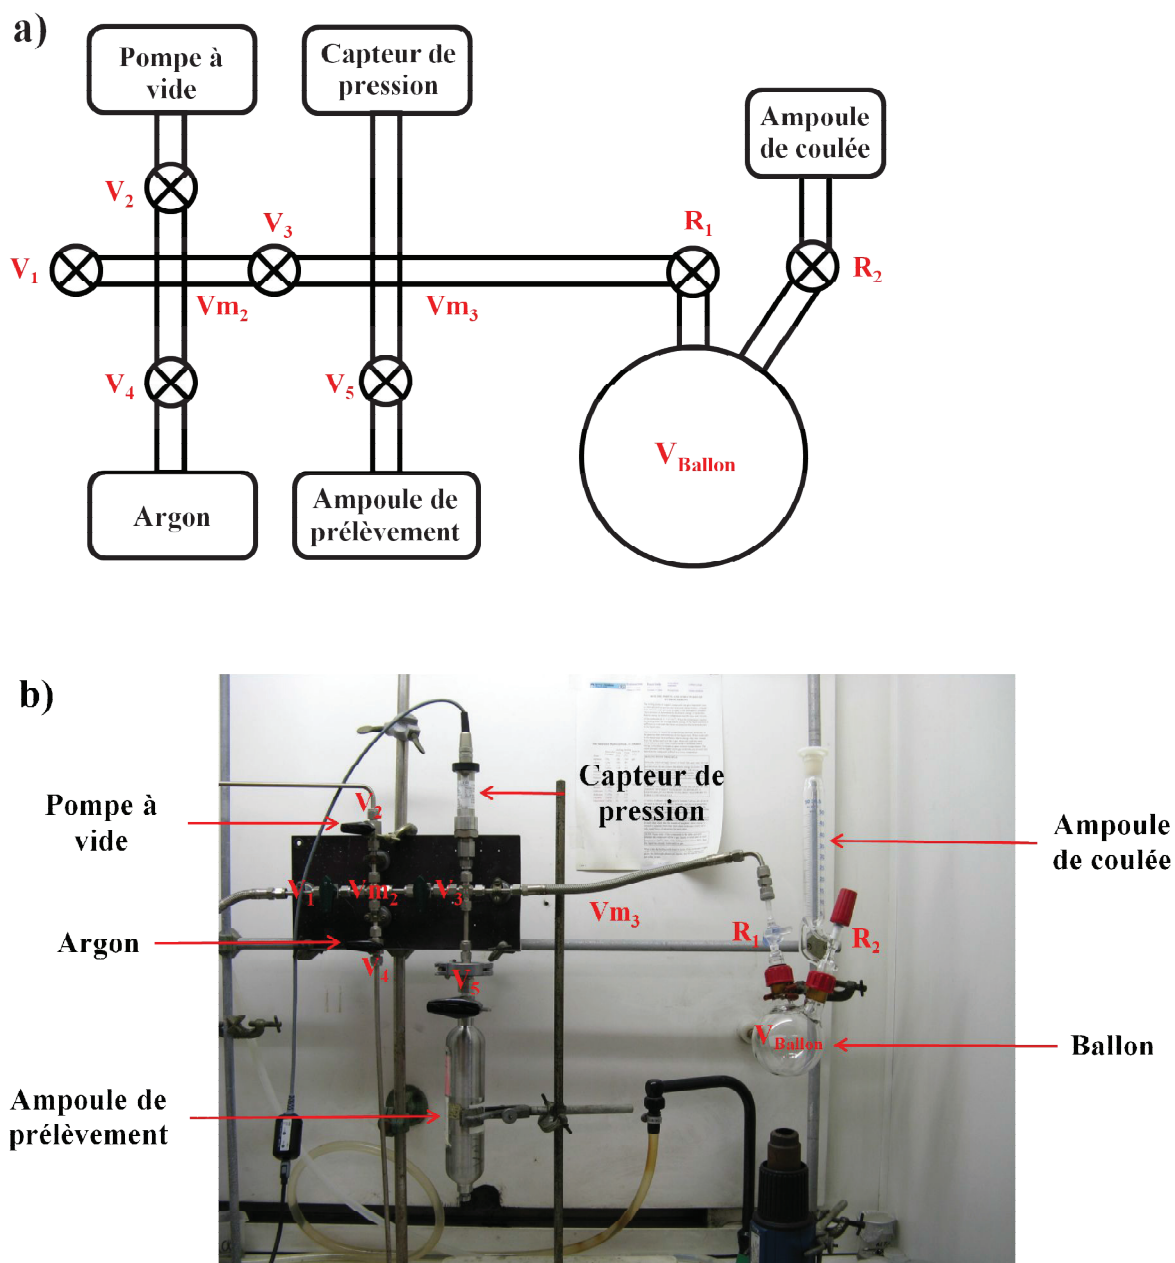 a)
Pompe à
vide
Capteur de
pression
Ampoule
de coulée
V2
V3
R1
V1
R2
Vm2
Vm3
V4
V5
VBallon
Argon
Ampoule de
prélèvement
b)
Pompe à
vide
V2
Capteur de
pression
Ampoule
de coulée
V1
Vm2
V3
Vm3
Argon
R1
R2
V4
V5
VBallon
Ballon
Ampoule de
prélèvement